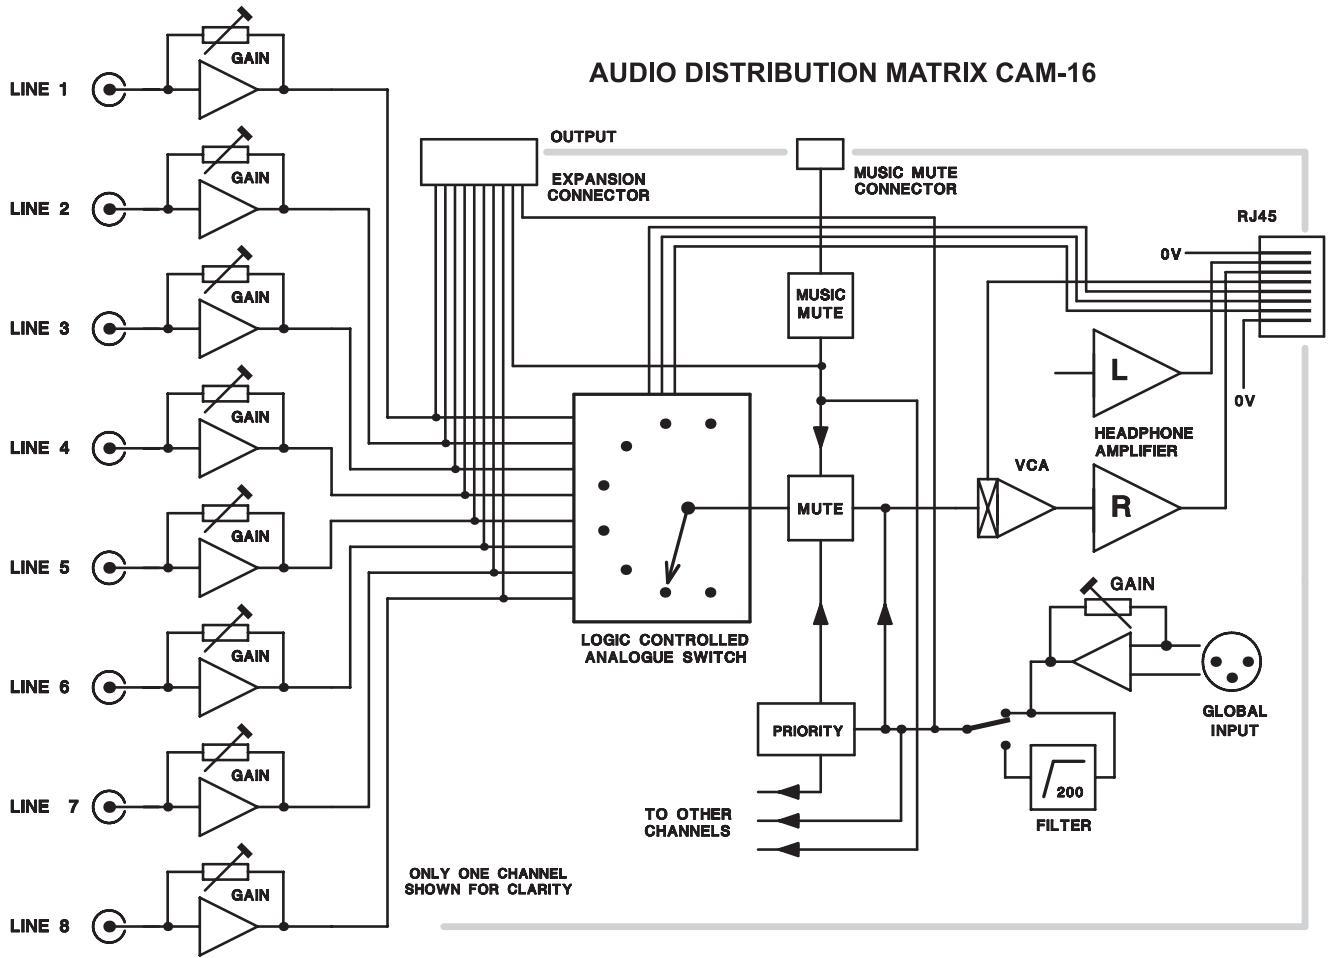 AUDIO DISTRIBUTION MATRIX CAM-16
LINE 1
GAIN
LINE 2
GAIN
LINE 3
GAIN
LINE 4
GAIN
LINE 5
GAIN
LINE 6
GAIN
LINE 7
GAIN
LINE 8
GAIN
OUTPUT
EXPANSION
CONNECTOR
MUSIC MUTE
CONNECTOR
RJ45
0V
MUSIC
MUTE
L
0V
HEADPHONE
AMPLIFIER
VCA
R
MUTE
LOGIC CONTROLLED
ANALOGUE SWITCH
GAIN
GLOBAL
INPUT
PRIORITY
200
FILTER
TO OTHER
CHANNELS
ONLY ONE CHANNEL
SHOWN FOR CLARITY